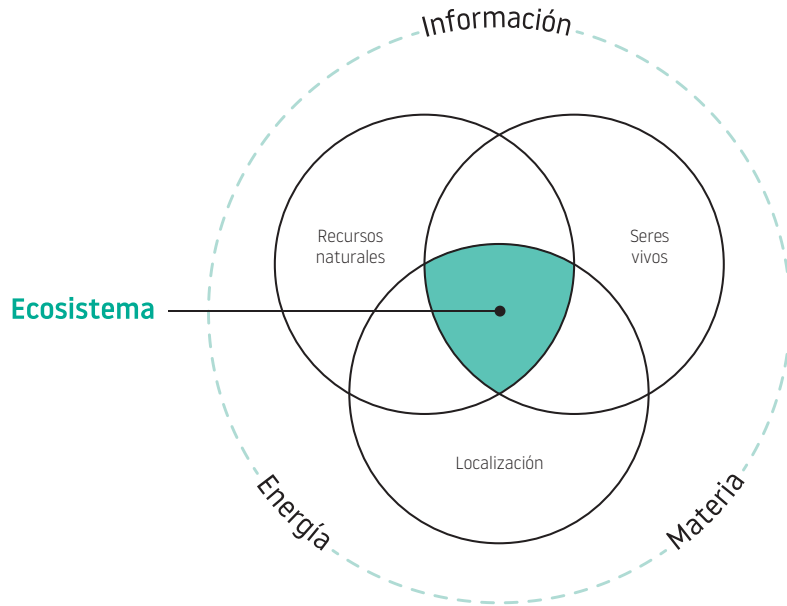 Información
Recursos
naturales
Seres
vivos
Ecosistema
Localización
Energía
Materia